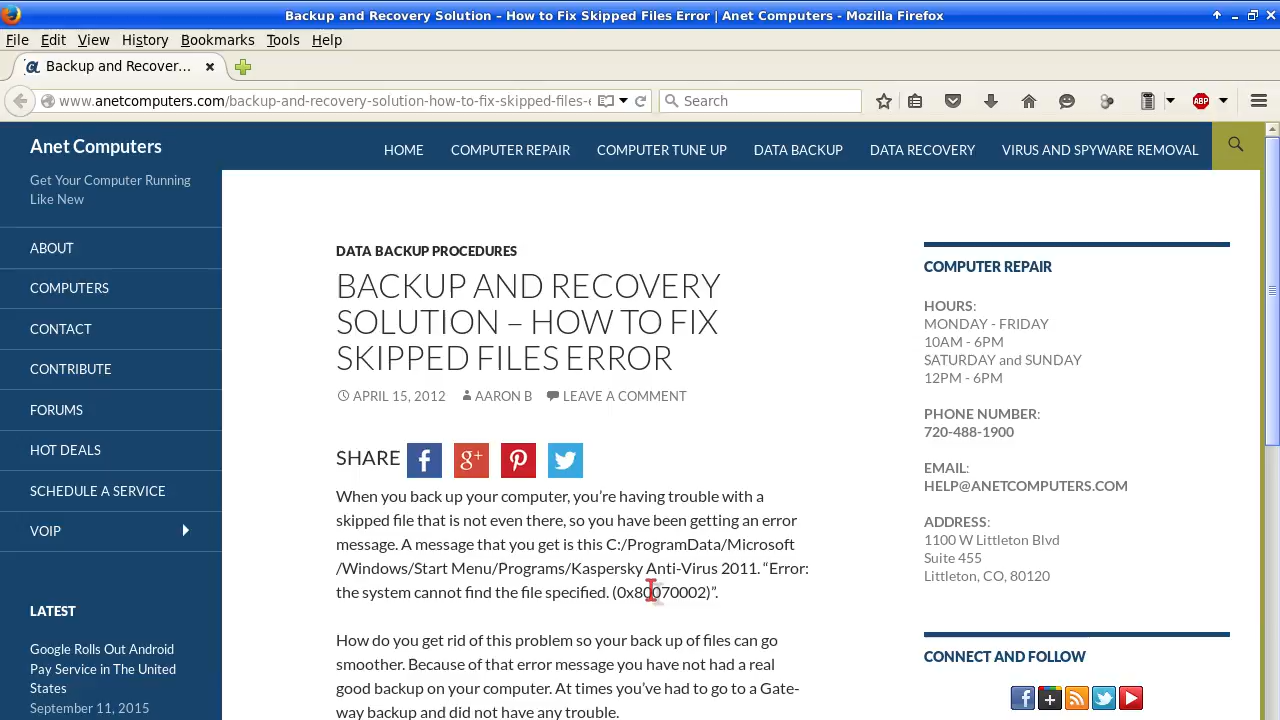 Backup and Recovery Solution – How to Fix Skipped Files Error | Anet Computers - Mozilla Firefox
File Edit View History Bookmarks Tools Help
Backup and Recover...
www.anetcomputers.com/backup-and-recovery-solution-how-to-fix-skipped-files-e
Search
ABP
Anet Computers
Get Your Computer Running
Like New
HOME COMPUTER REPAIR COMPUTER TUNE UP DATA BACKUP DATA RECOVERY VIRUS AND SPYWARE REMOVAL
ABOUT
COMPUTERS
CONTACT
CONTRIBUTE
FORUMS
HOT DEALS
SCHEDULE A SERVICE
VOIP
LATEST
Google Rolls Out Android
Pay Service in The United
States
September 11, 2015
DATA BACKUP PROCEDURES
BACKUP AND RECOVERY
SOLUTION – HOW TO FIX
SKIPPED FILES ERROR
APRIL 15, 2012 AARON B LEAVE A COMMENT
SHARE
When you back up your computer, you're having trouble with a
skipped file that is not even there, so you have been getting an error
message. A message that you get is this C:/ProgramData/Microsoft
/Windows/Start Menu/Programs/Kaspersky Anti-Virus 2011. “Error:
the system cannot find the file specified. (0x80070002)”.
How do you get rid of this problem so your back up of files can go
smoother. Because of that error message you have not had a real
good backup on your computer. At times you've had to go to a Gate-
way backup and did not have any trouble.
COMPUTER REPAIR
HOURS:
MONDAY - FRIDAY
10AM - 6PM
SATURDAY and SUNDAY
12PM - 6PM
PHONE NUMBER:
720-488-1900
EMAIL:
HELP@ANETCOMPUTERS.COM
ADDRESS:
1100 W Littleton Blvd
Suite 455
Littleton, CO, 80120
CONNECT AND FOLLOW